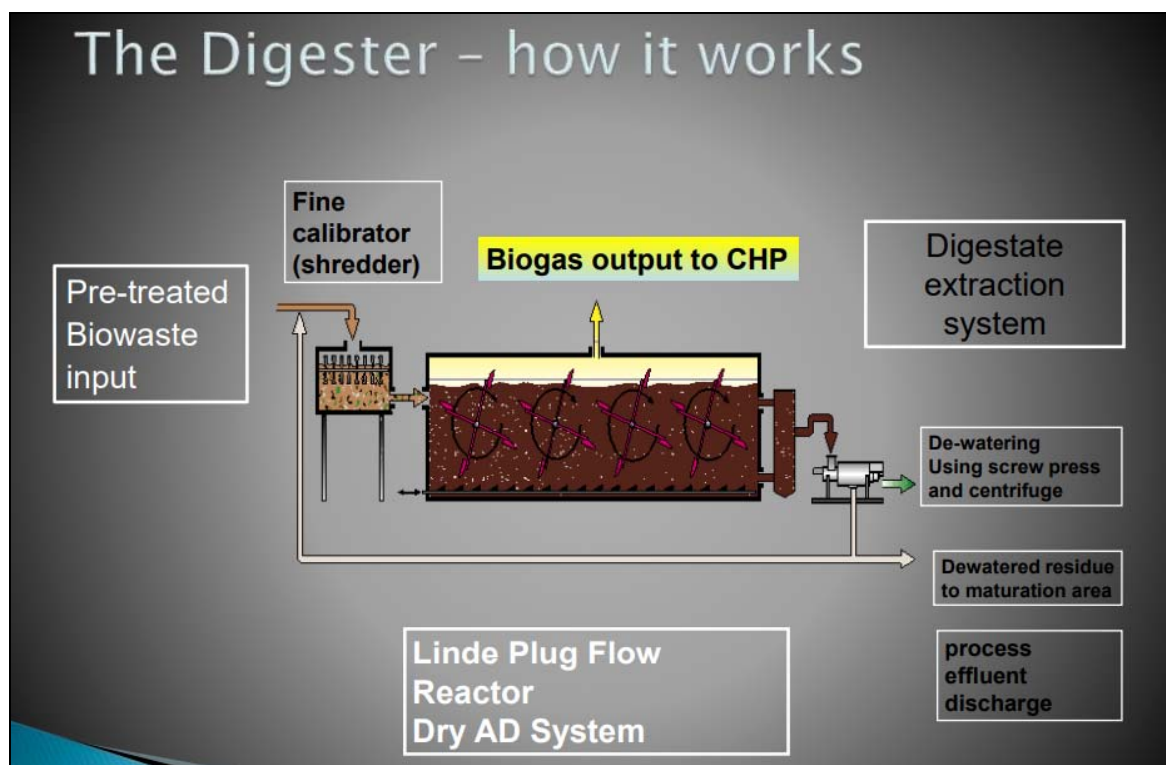 The Digester – how it works
Fine
calibrator
(shredder)
Biogas output to CHP
Digestate
extraction
system
Pre-treated
Biowaste
input
De-watering
Using screw press
and centrifuge
Dewatered residue
to maturation area
Linde Plug Flow
Reactor
Dry AD System
process
effluent
discharge